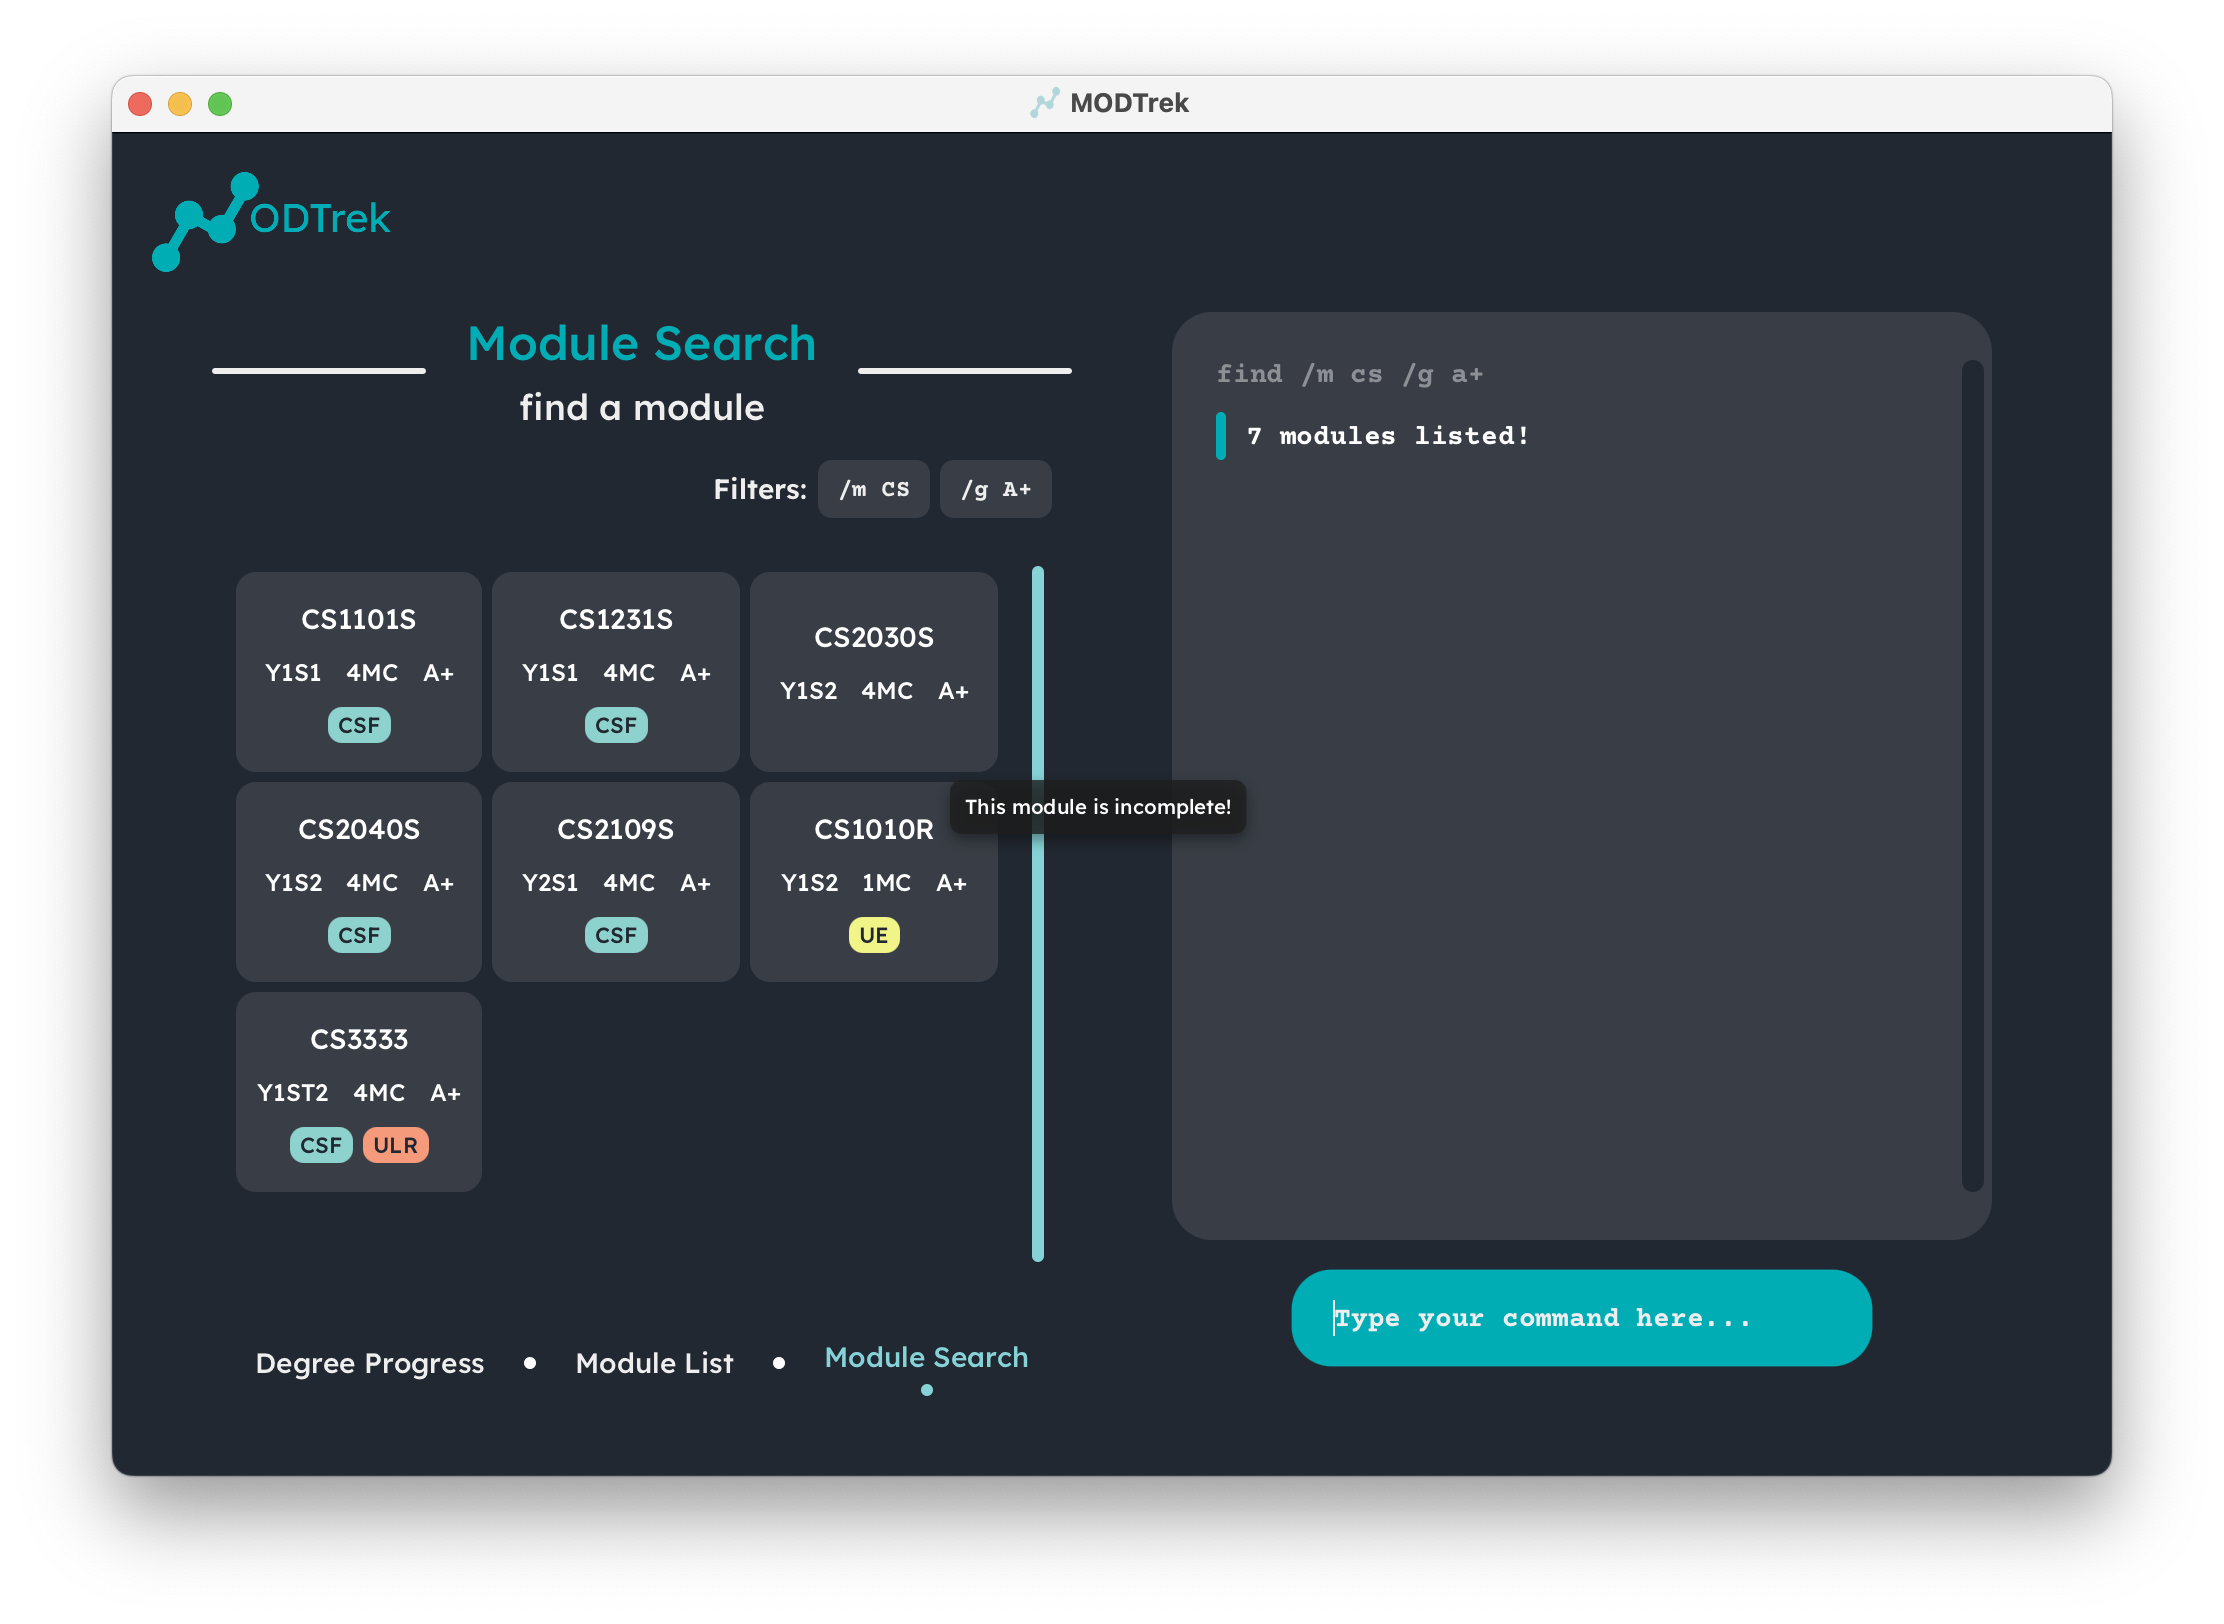 MODTrek
ODTrek
Module Search
find a module
Filters: /m CS /g A+
CS1101S
Y1S1 4MC A+
CSF
CS1231S
Y1S1 4MC A+
CSF
CS2030S
Y1S2 4MC A+
CS2040S
Y1S2 4MC A+
CSF
CS2109S
Y2S1 4MC A+
CSF
CS1010R
Y1S2 1MC A+
UE
This module is incomplete!
CS3333
Y1ST2 4MC A+
CSF ULR
Degree Progress • Module List • Module Search
find /m cs /g a+
7 modules listed!
Type your command here...